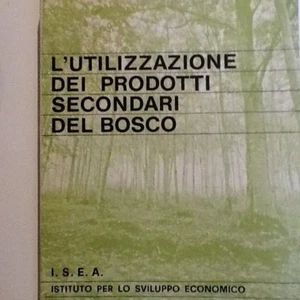 L'UTILIZZAZIONE
DEI PRODOTTI
SECONDARI
DEL BOSCO
I. S. E. A.
ISTITUTO PER LO SVILUPPO ECONOMICO